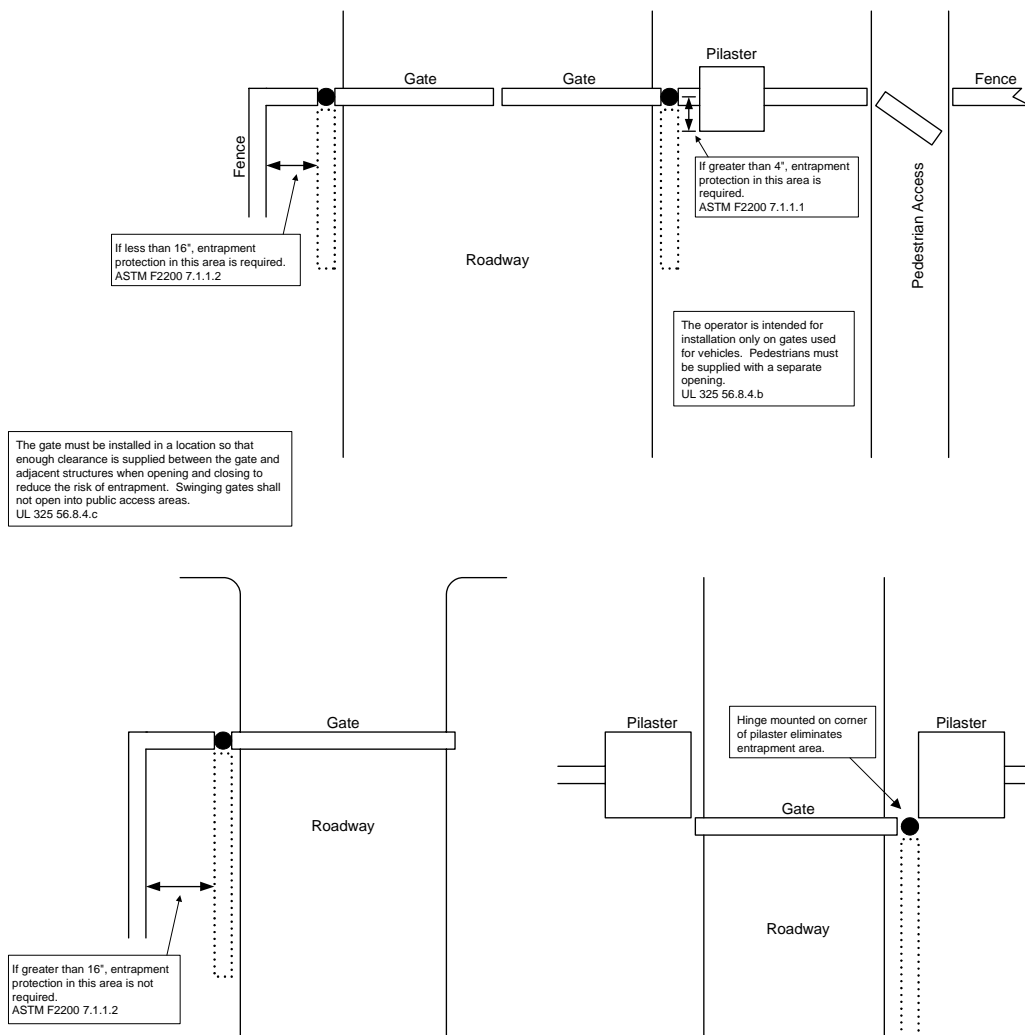 Pilaster
Gate
Gate
Fence
Fence
If greater than 4", entrapment
protection in this area is
required.
ASTM F2200 7.1.1.1
Pedestrian Access
If less than 16", entrapment
protection in this area is required.
ASTM F2200 7.1.1.2
Roadway
The operator is intended for
installation only on gates used
for vehicles. Pedestrians must
be supplied with a separate
opening.
UL 325 56.8.4.b
The gate must be installed in a location so that
enough clearance is supplied between the gate and
adjacent structures when opening and closing to
reduce the risk of entrapment. Swinging gates shall
not open into public access areas.
UL 325 56.8.4.c
Gate
Roadway
If greater than 16", entrapment
protection in this area is not
required.
ASTM F2200 7.1.1.2
Pilaster
Hinge mounted on corner
of pilaster eliminates
entrapment area.
Pilaster
Gate
Roadway